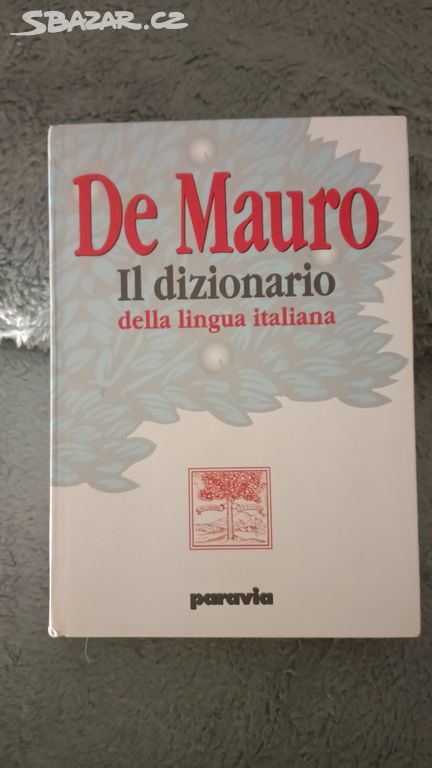 SBAZAR.CZ
De Mauro
Il dizionario
della lingua italiana
paravia